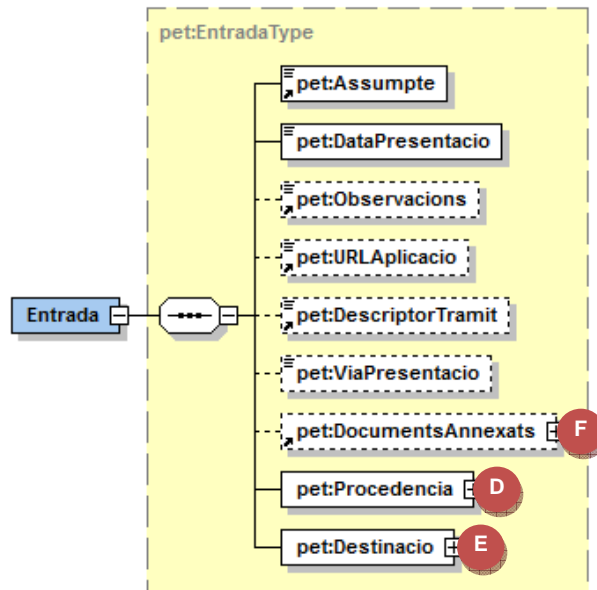 pet:EntradaType
pet:Assumpte
pet:DataPresentacio
pet:Observacions
pet:URLAplicacio
Entrada
pet:DescriptorTramit
pet:ViaPresentacio
pet:DocumentsAnnexats F
pet:Procedencia D
pet:Destinacio E